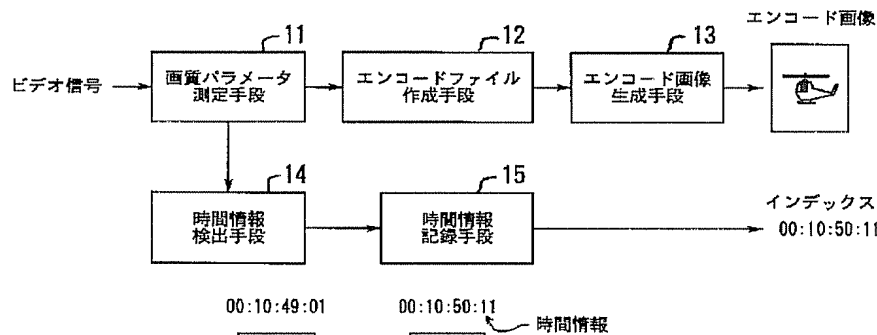 エンコード画像
11
12
13
ビデオ信号
画質パラメータ
測定手段
エンコードファイル
作成手段
エンコード画像
生成手段
14
15
時間情報
検出手段
時間情報
記録手段
インデックス
00:10:50:11
00:10:49:01
00:10:50:11
時間情報